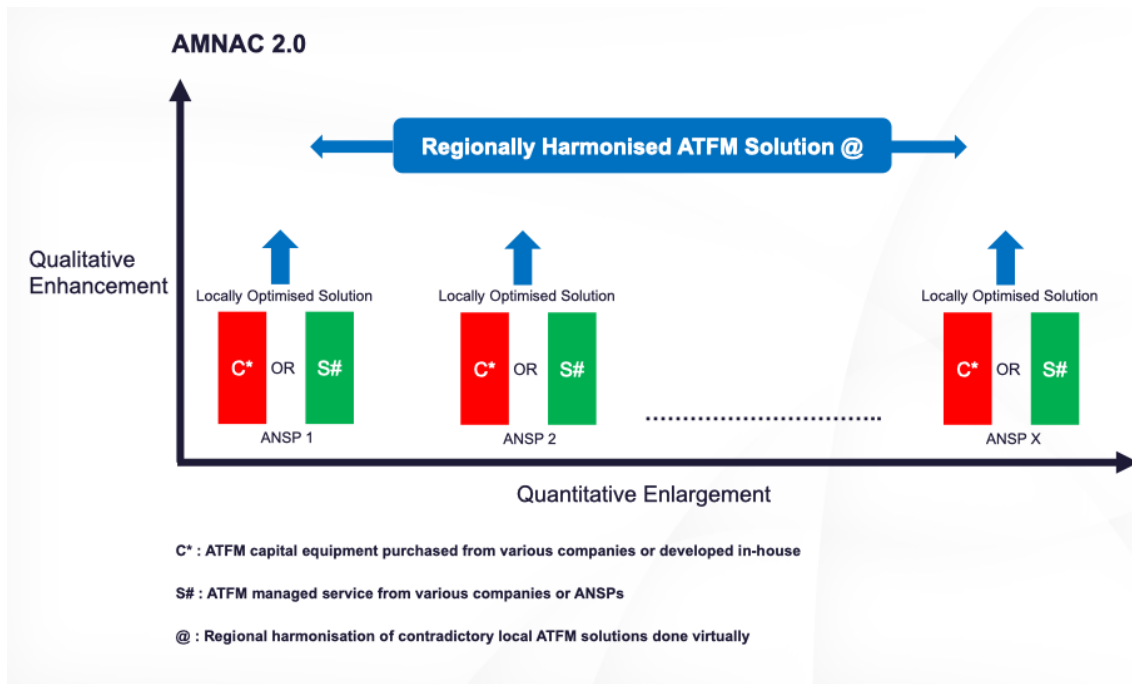 AMNAC 2.0
Regionally Harmonised ATFM Solution @
Qualitative
Enhancement
Locally Optimised Solution
Locally Optimised Solution
Locally Optimised Solution
C* OR S#
C* OR S#
C* OR S#
ANSP 1
ANSP 2
ANSP X
Quantitative Enlargement
C* : ATFM capital equipment purchased from various companies or developed in-house
S# : ATFM managed service from various companies or ANSPs
@ : Regional harmonisation of contradictory local ATFM solutions done virtually